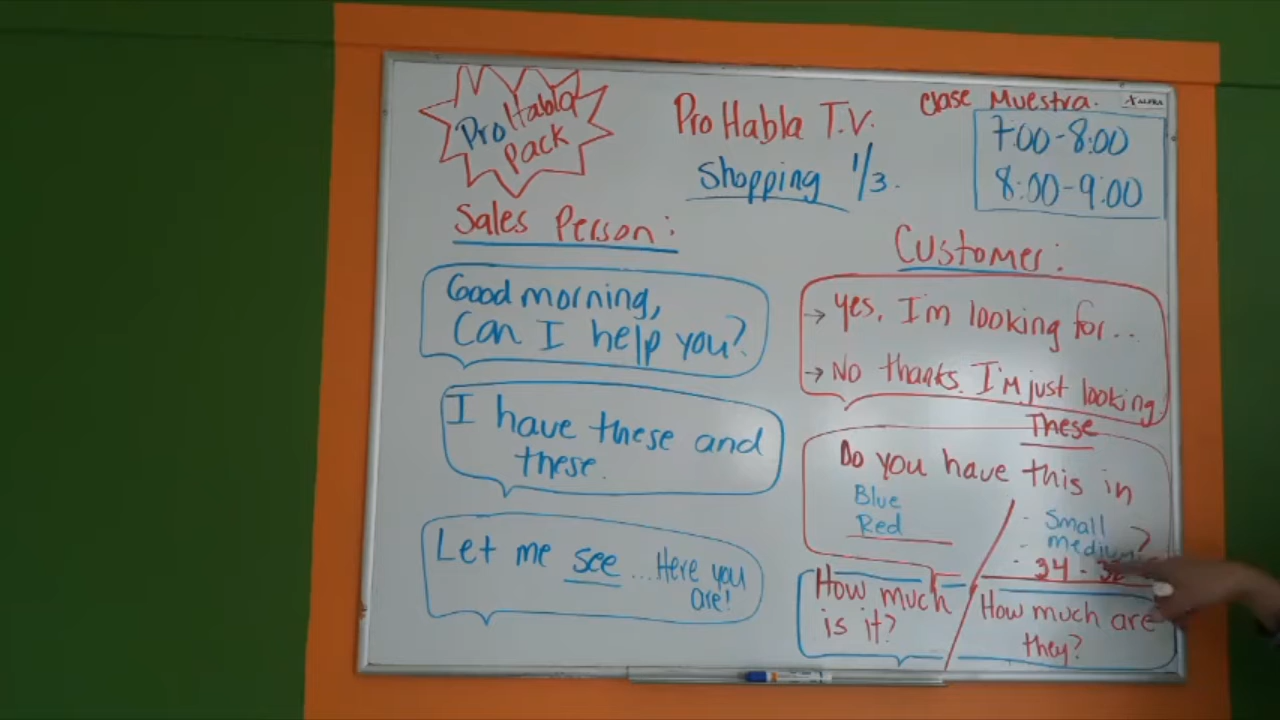 Pro Habla
Pack
Pro Habla T.V.
Shopping 1/3.
Clase Muestra.
ALFRA
7:00-8:00
8:00-9:00
Sales Person:
Good morning,
Can I help you?
I have these and
these.
Let me see...Here you
are!
Customer:
→ Yes, I'm looking for...
→ No thanks. I'm just looking
These
Do you have this in
Blue
Red
- Small
- medium ?
- 34 -
How much
is it?
How much are
they?